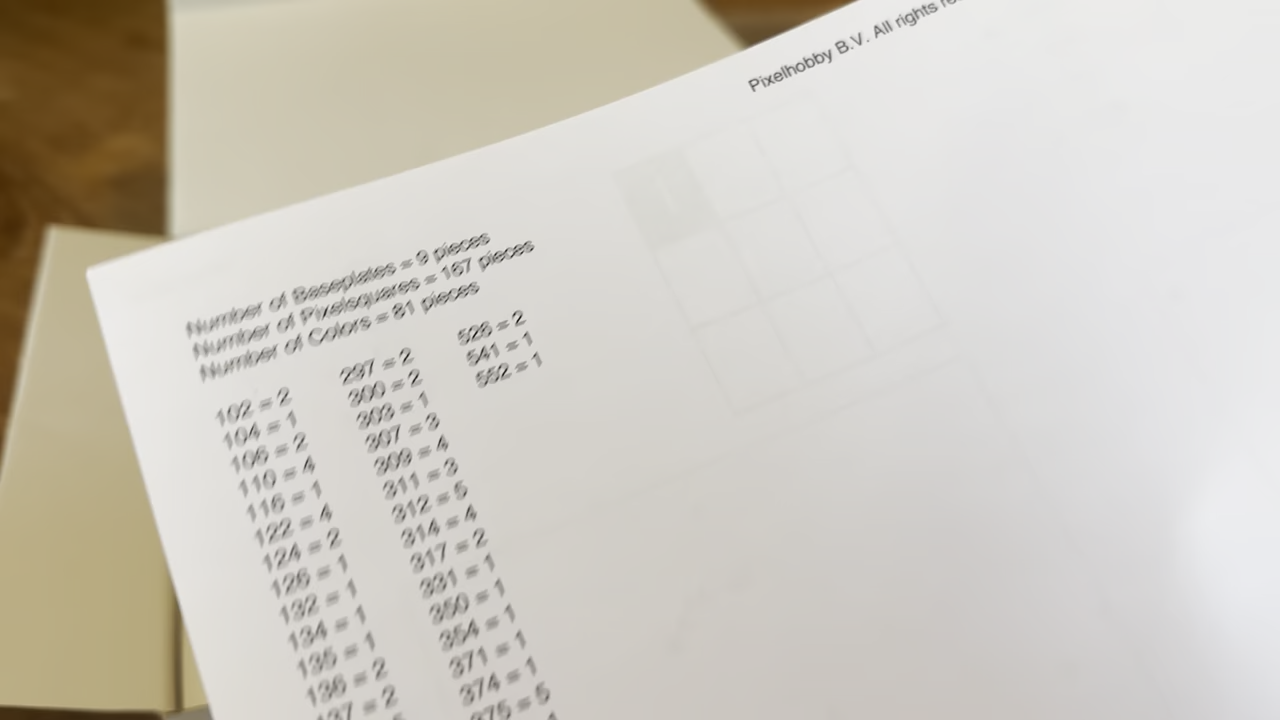 Pixelhobby B.V. All rights
Number of Baseplates = 9 pieces
Number of Pixelsquares = 167 pieces
Number of Colors = 81 pieces
102 = 2
104 = 1
106 = 2
110 = 4
116 = 1
122 = 4
124 = 2
126 = 1
132 = 1
134 = 1
135 = 1
136 = 2
137 = 2
297 = 2
300 = 2
303 = 1
307 = 3
309 = 4
311 = 3
312 = 5
314 = 4
317 = 2
331 = 1
350 = 1
354 = 1
371 = 1
374 = 1
375 = 5
526 = 2
541 = 1
552 = 1